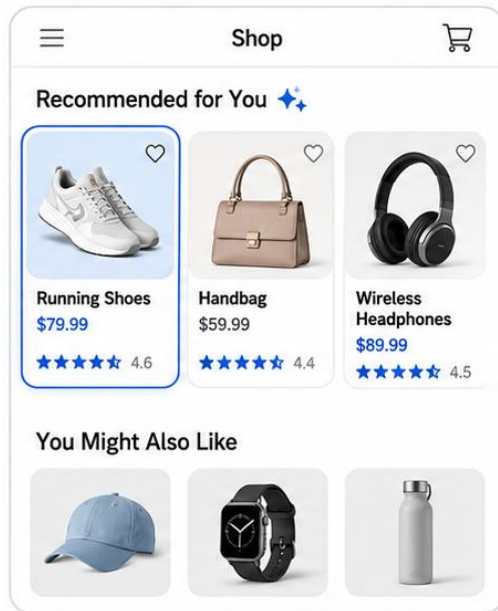 Shop
Recommended for You
Running Shoes
$79.99
4.6
Handbag
$59.99
4.4
Wireless
Headphones
$89.99
4.5
You Might Also Like